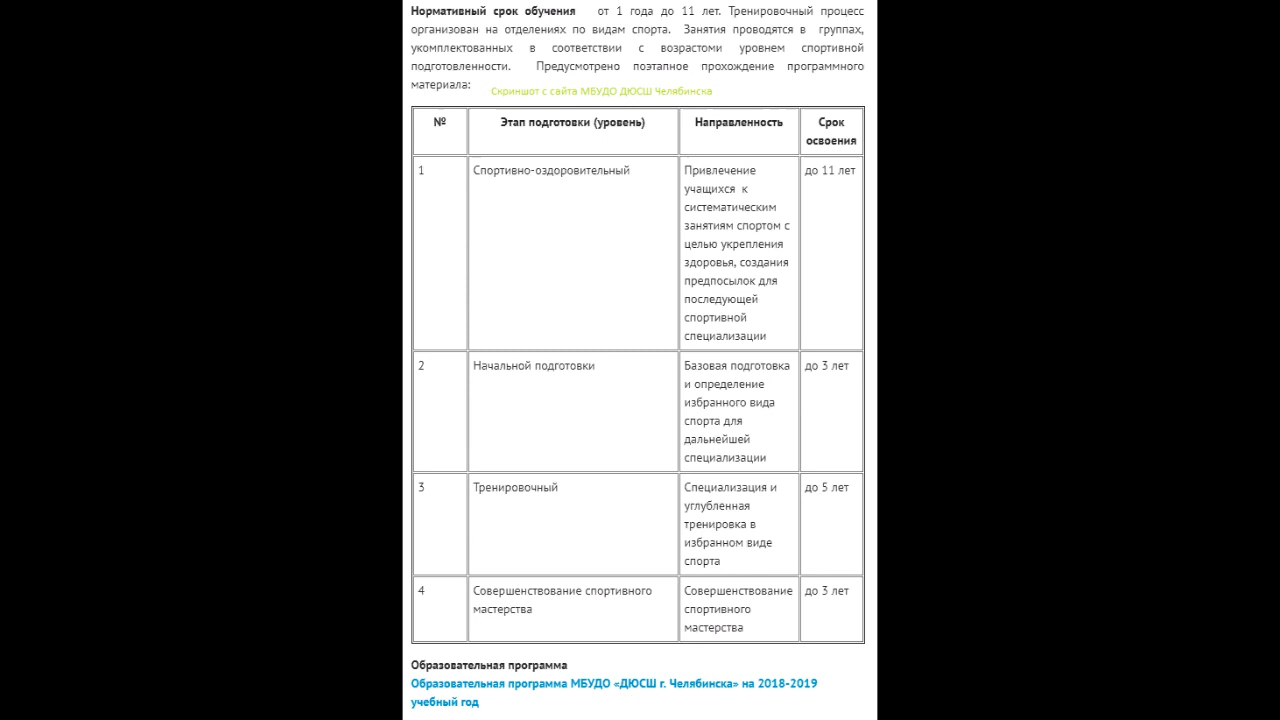 Нормативный срок обучения от 1 года до 11 лет. Тренировочный процесс
организован на отделениях по видам спорта. Занятия проводятся в группах,
укомплектованных в соответствии с возрастоми уровнем спортивной
подготовленности. Предусмотрено поэтапное прохождение программного
материала:
Скриншот с сайта МБУДО ДЮСШ Челябинска
№ Этап подготовки (уровень) Направленность Срок
освоения
1 Спортивно-оздоровительный Привлечение до 11 лет
учащихся к
систематическим
занятиям спортом с
целью укрепления
здоровья, создания
предпосылок для
последующей
спортивной
специализации
2 Начальной подготовки Базовая подготовка до 3 лет
и определение
избранного вида
спорта для
дальнейшей
специализации
3 Тренировочный Специализация и до 5 лет
углубленная
тренировка в
избранном виде
спорта
4 Совершенствование спортивного Совершенствование до 3 лет
мастерства спортивного
мастерства
Образовательная программа
Образовательная программа МБУДО «ДЮСШ г. Челябинска» на 2018-2019
учебный год